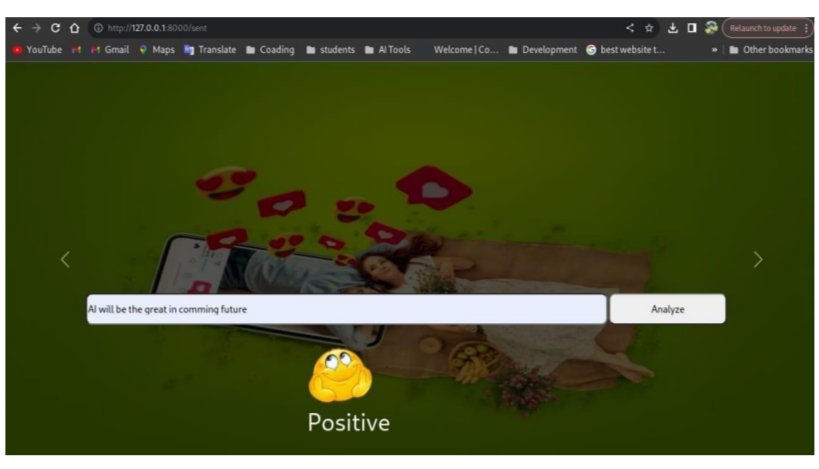 http://127.0.0.1:8000/sent
Relaunch to update
YouTube Gmail Maps Translate Coading students AI Tools Welcome | Co... Development best website t... » Other bookmarks
AI will be the great in comming future
Analyze
Positive